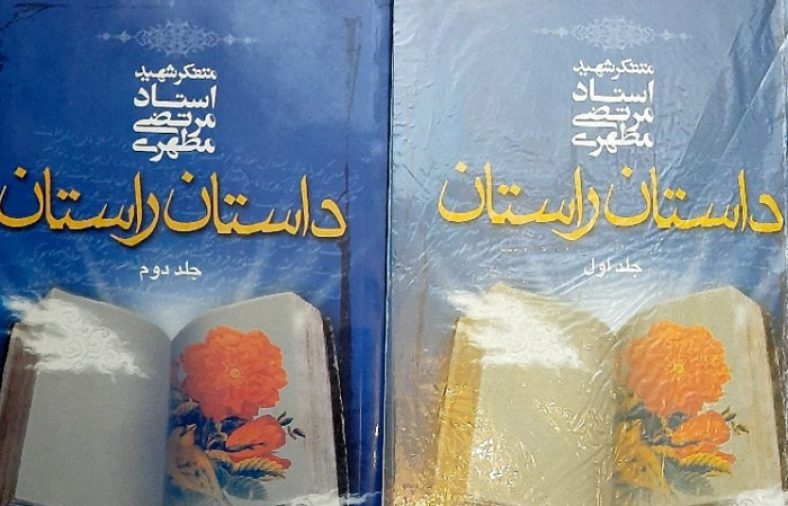 متفکر شهید
استاد
مرتضی
مطهری
داستان راستان
جلد اول
متفکر شهید
استاد
مرتضی
مطهری
داستان راستان
جلد دوم